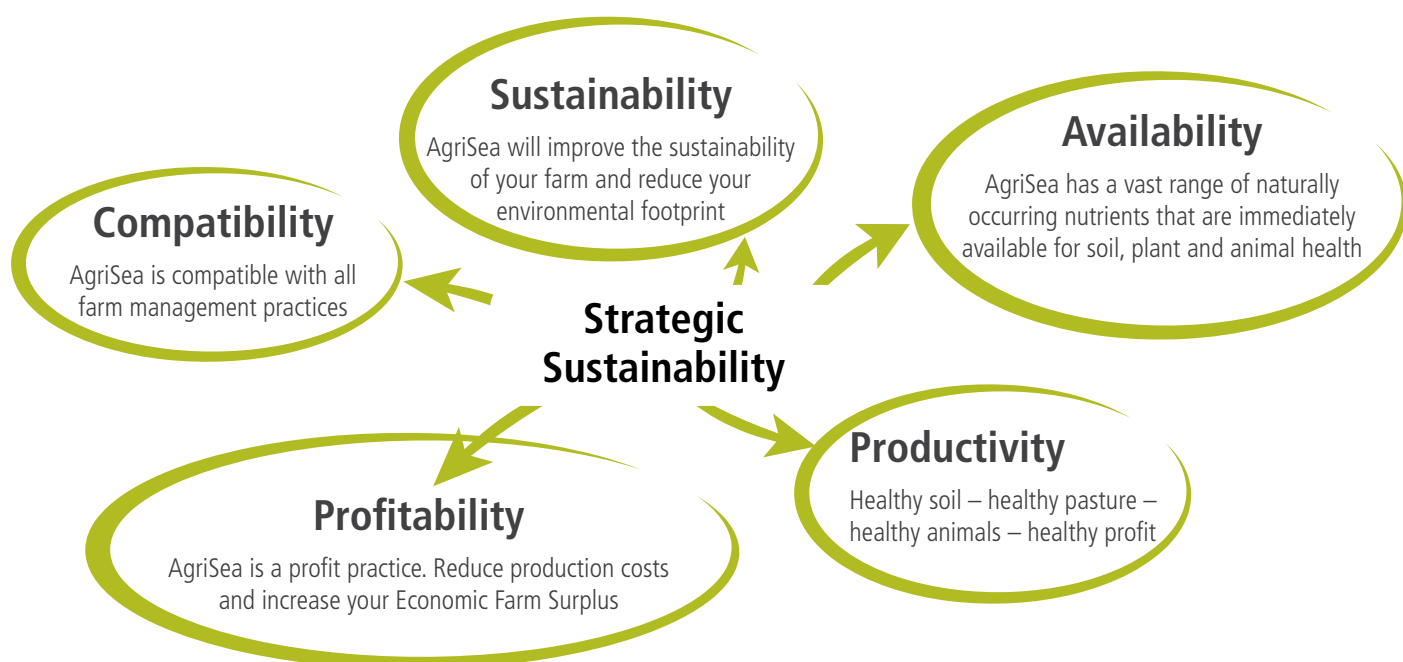 Sustainability
AgriSea will improve the sustainability
of your farm and reduce your
environmental footprint
Availability
AgriSea has a vast range of naturally
occurring nutrients that are immediately
available for soil, plant and animal health
Compatibility
AgriSea is compatible with all
farm management practices
Strategic
Sustainability
Productivity
Healthy soil – healthy pasture –
healthy animals – healthy profit
Profitability
AgriSea is a profit practice. Reduce production costs
and increase your Economic Farm Surplus